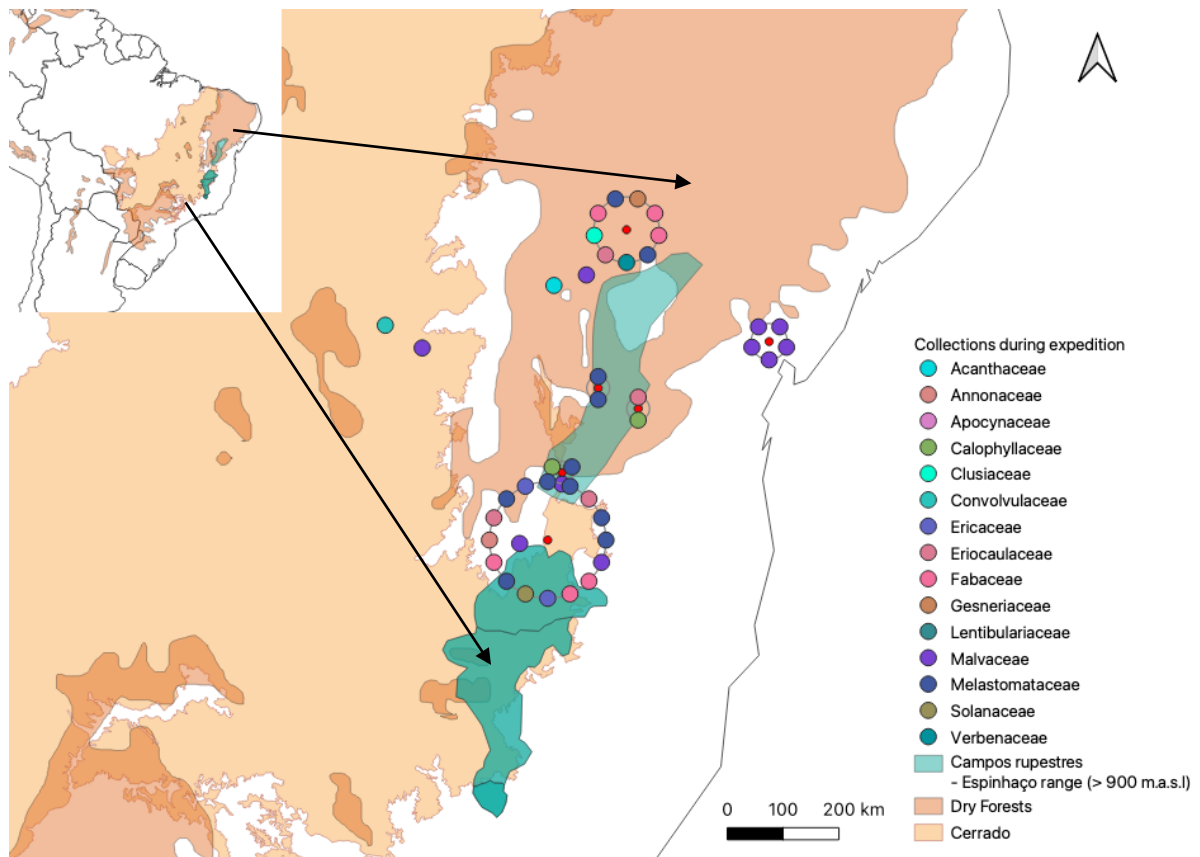 Collections during expedition
Acanthaceae
Annonaceae
Apocynaceae
Calophyllaceae
Clusiaceae
Convolvulaceae
Ericaceae
Eriocaulaceae
Fabaceae
Gesneriaceae
Lentibulariaceae
Malvaceae
Melastomataceae
Solanaceae
Verbenaceae
Campos rupestres
- Espinhaço range (> 900 m.a.s.l)
Dry Forests
Cerrado
0 100 200 km